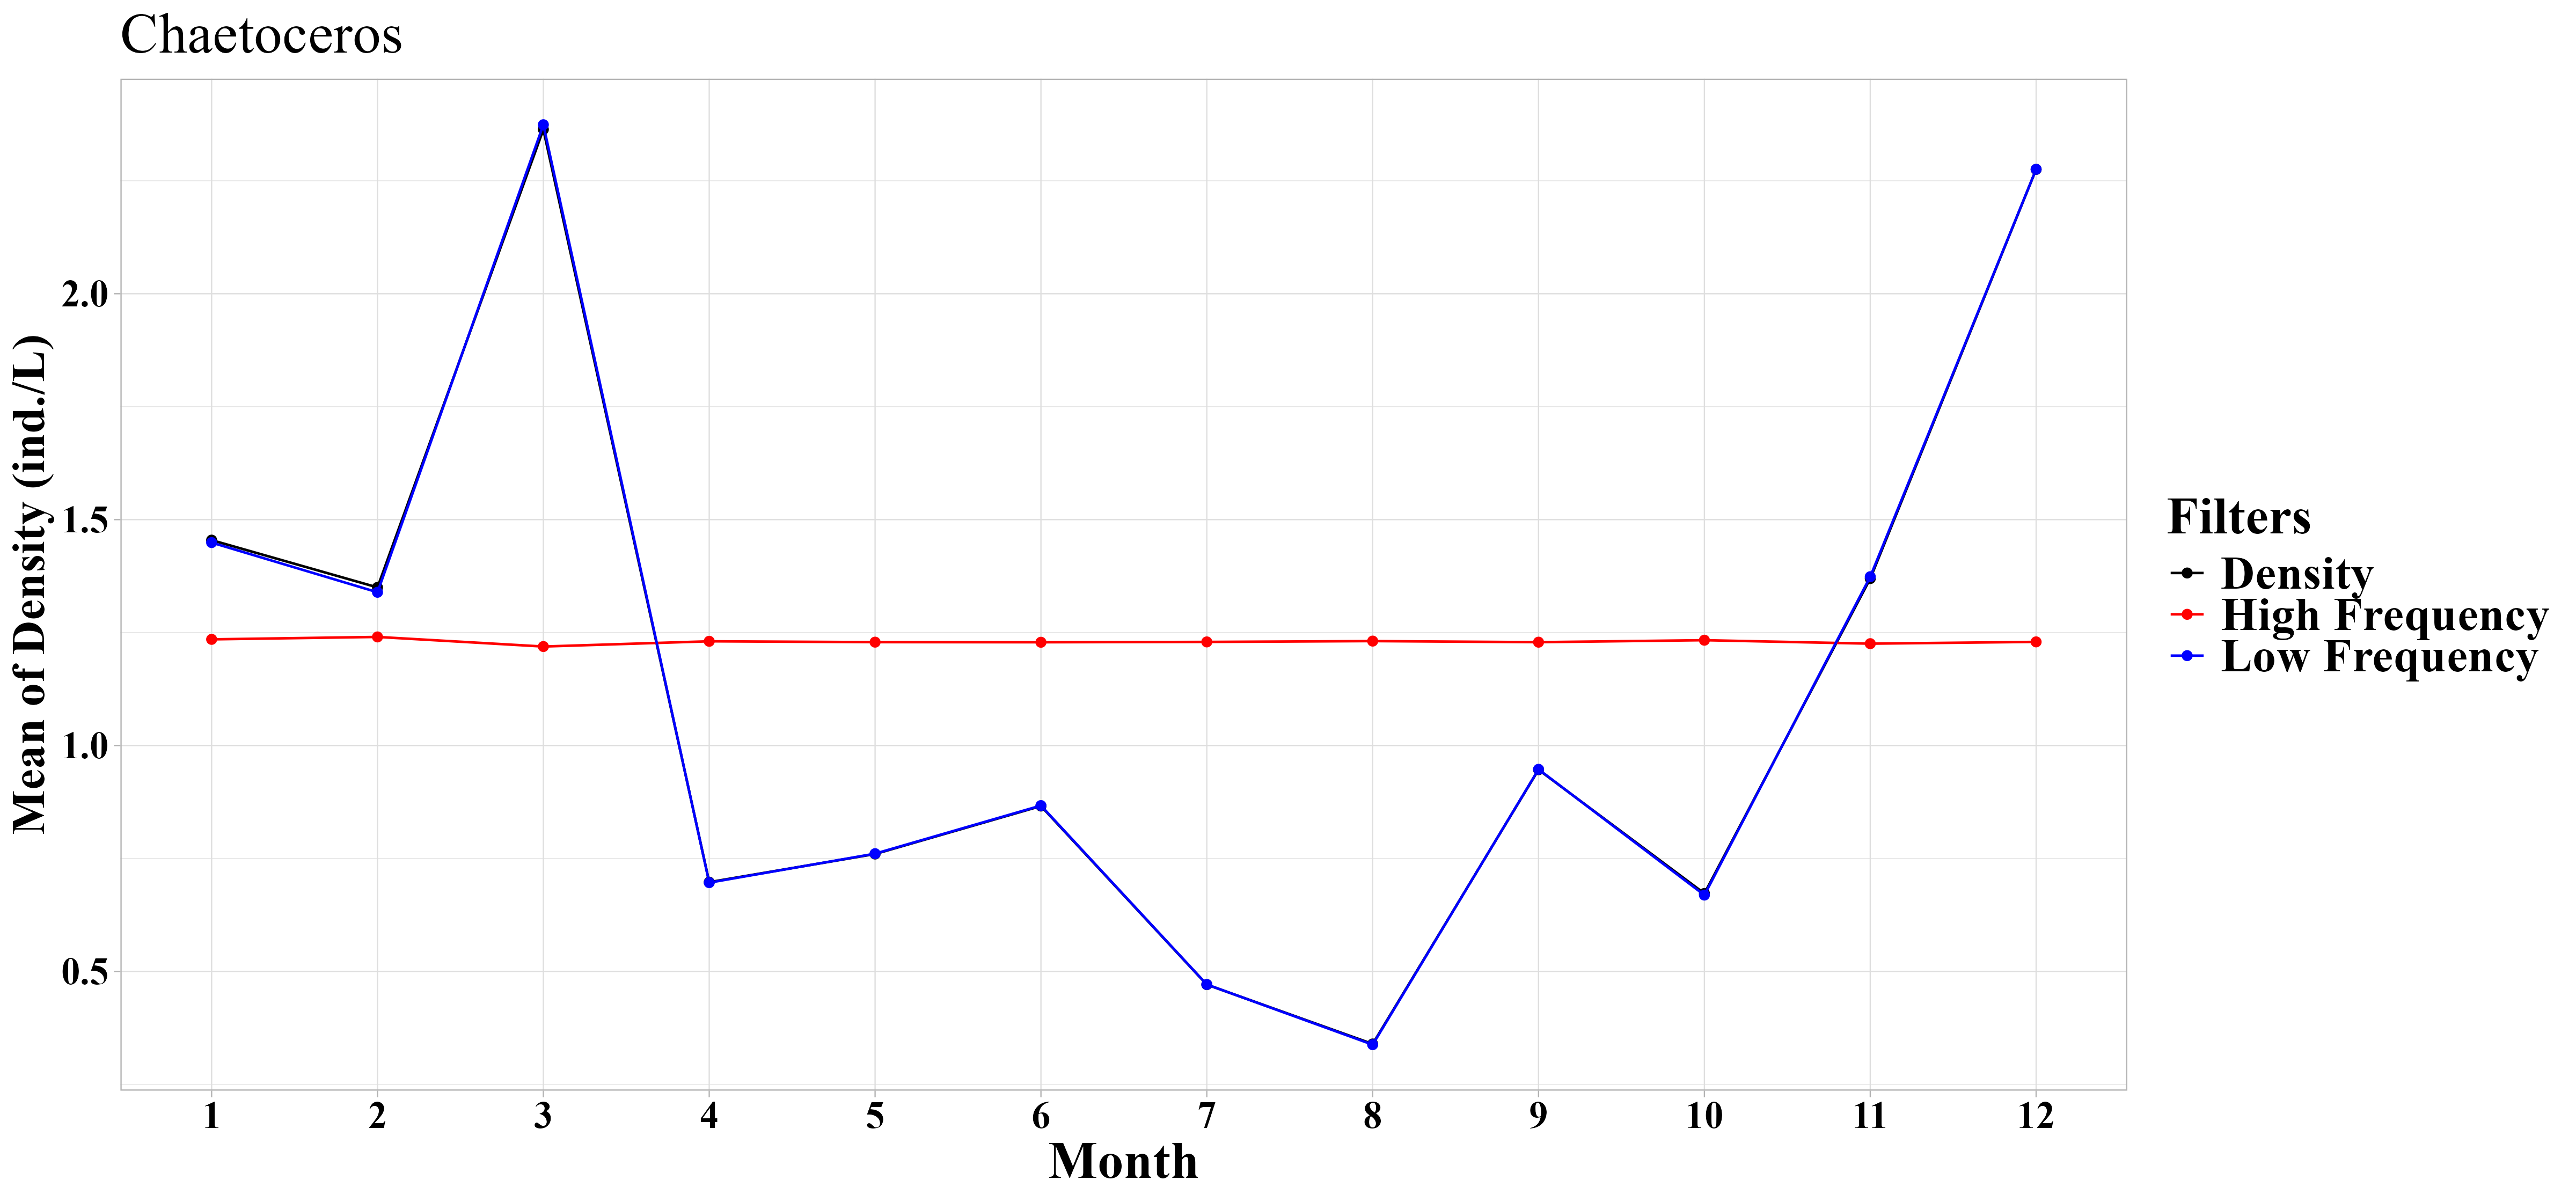 Chaetoceros
Mean of Density (ind./L)
2.0
1.5
1.0
0.5
1 2 3 4 5 6 7 8 9 10 11 12
Month
Filters
Density
High Frequency
Low Frequency